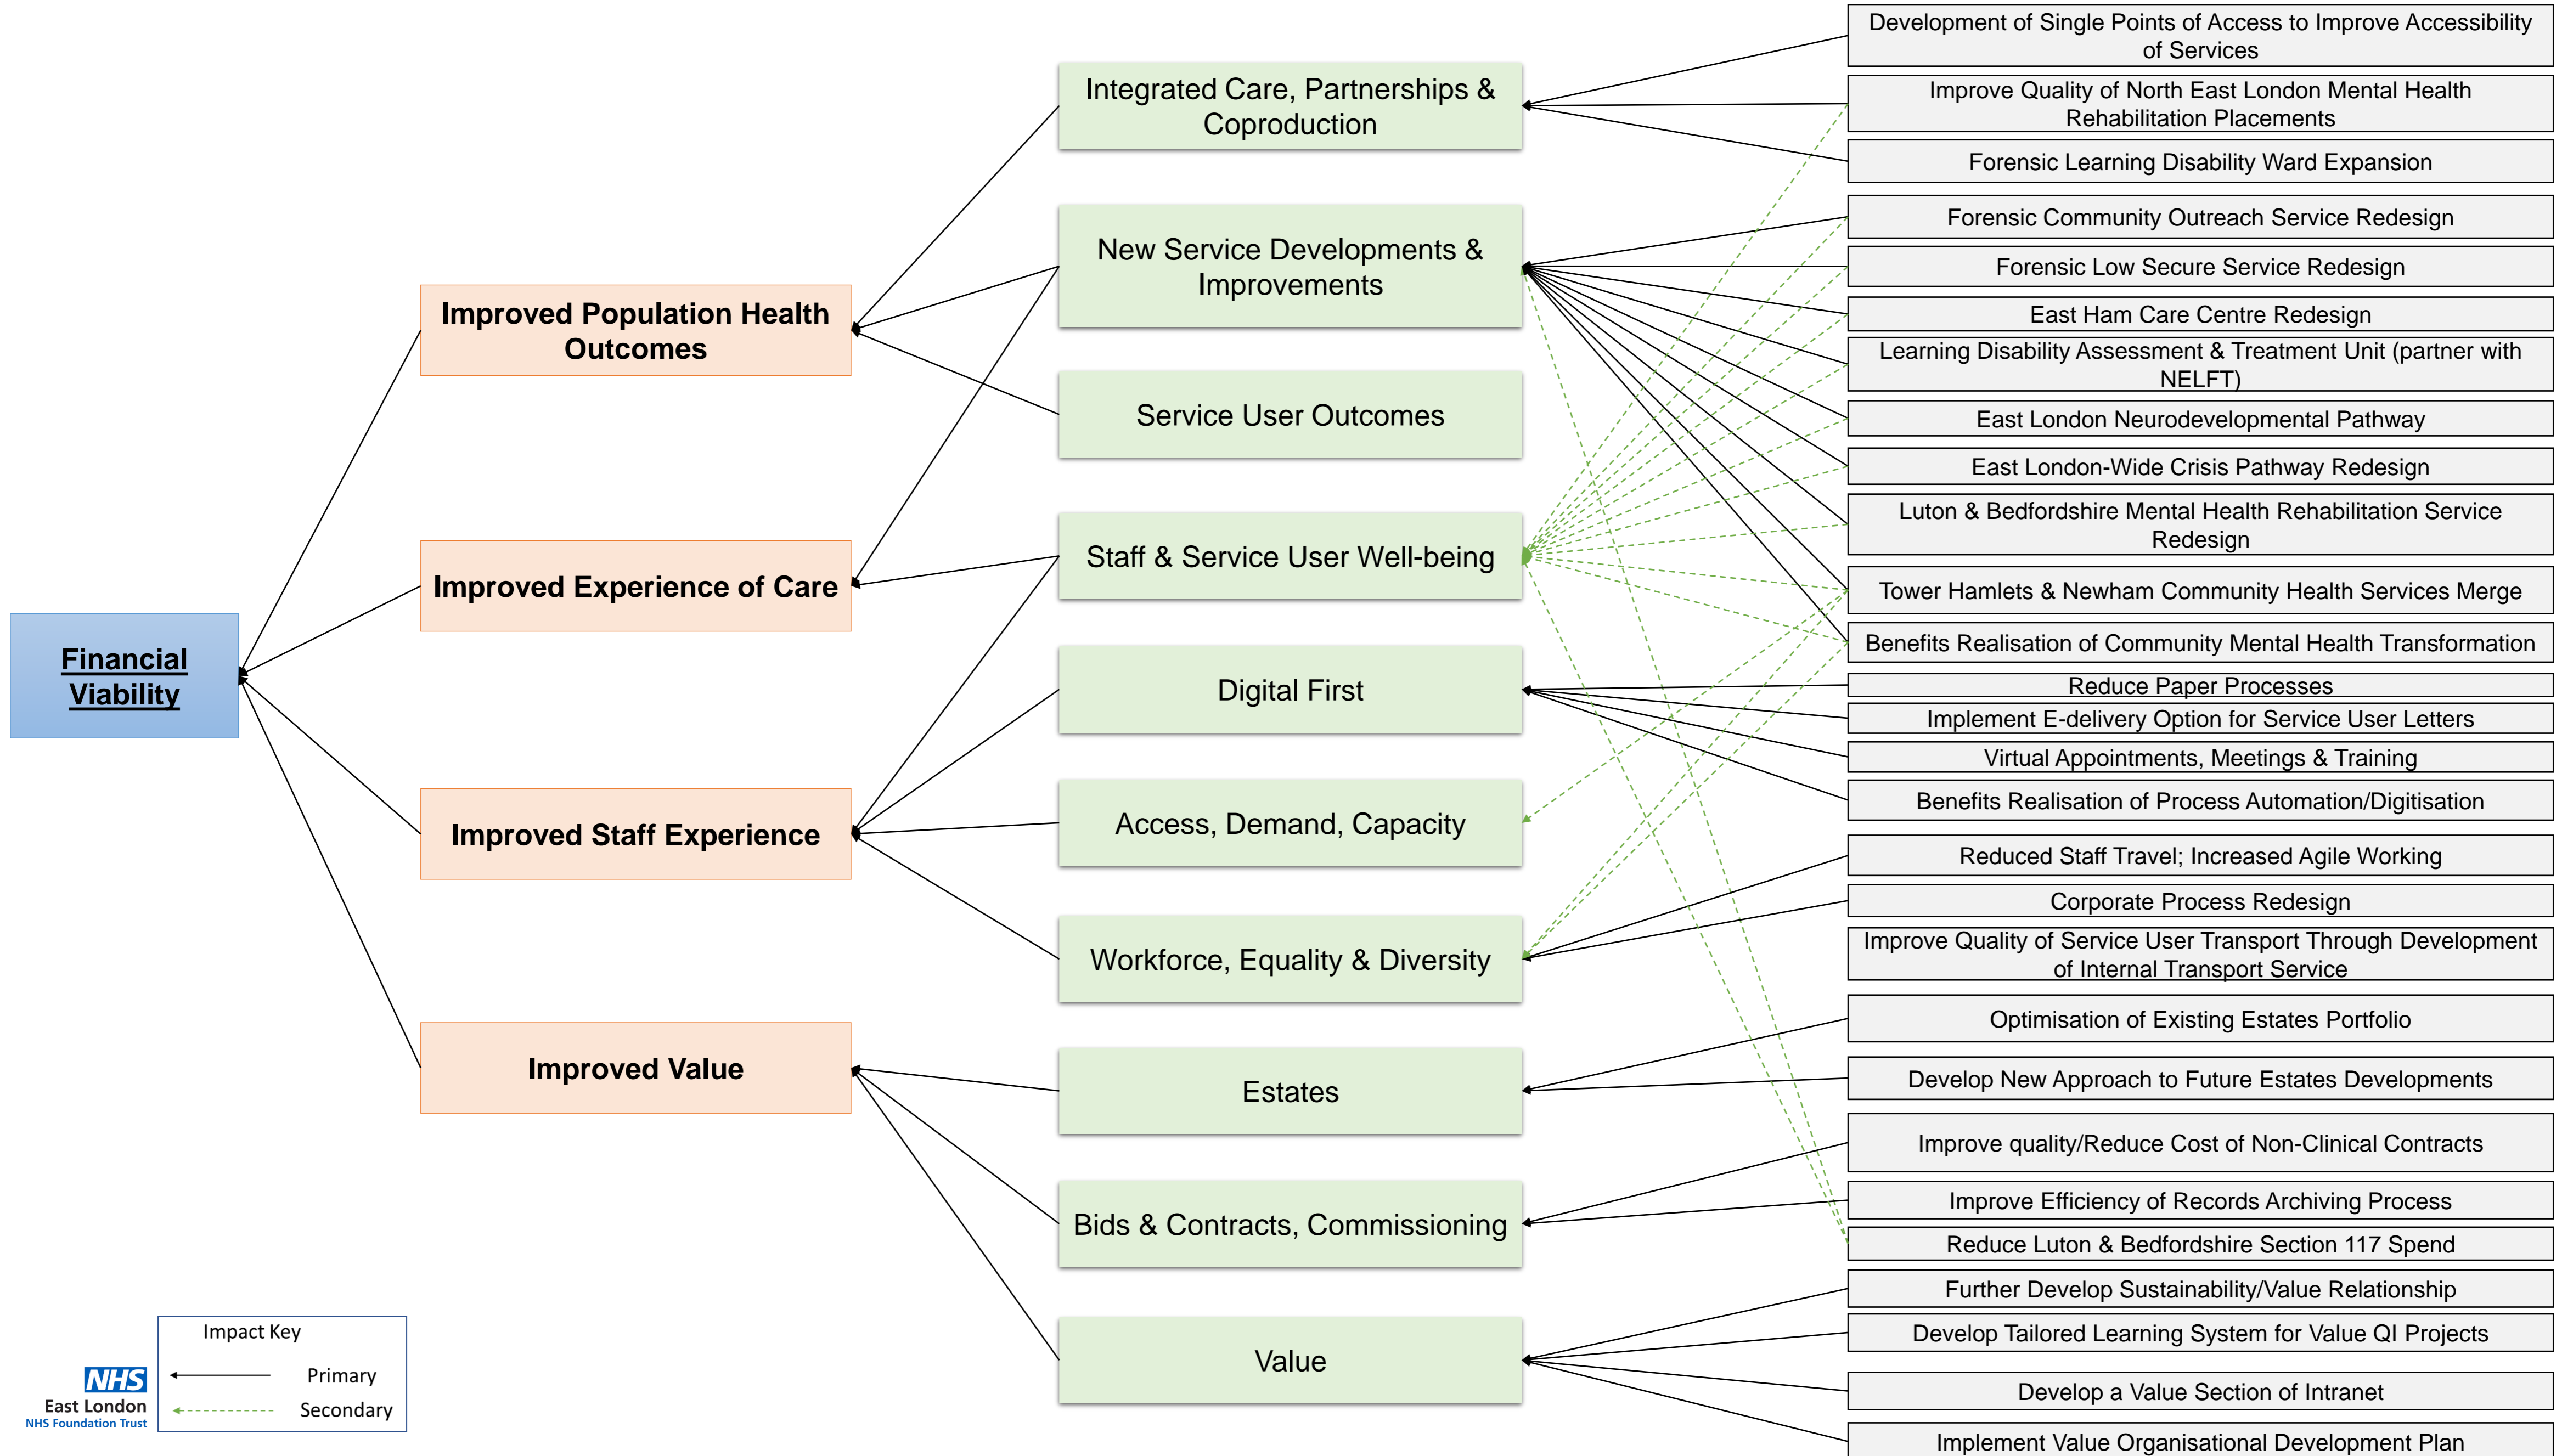 Financial
Viability
Improved Population Health
Outcomes
Improved Experience of Care
Improved Staff Experience
Improved Value
Integrated Care, Partnerships &
Coproduction
New Service Developments &
Improvements
Service User Outcomes
Staff & Service User Well-being
Digital First
Access, Demand, Capacity
Workforce, Equality & Diversity
Estates
Bids & Contracts, Commissioning
Value
Development of Single Points of Access to Improve Accessibility
of Services
Improve Quality of North East London Mental Health
Rehabilitation Placements
Forensic Learning Disability Ward Expansion
Forensic Community Outreach Service Redesign
Forensic Low Secure Service Redesign
East Ham Care Centre Redesign
Learning Disability Assessment & Treatment Unit (partner with
NELFT)
East London Neurodevelopmental Pathway
East London-Wide Crisis Pathway Redesign
Luton & Bedfordshire Mental Health Rehabilitation Service
Redesign
Tower Hamlets & Newham Community Health Services Merge
Benefits Realisation of Community Mental Health Transformation
Reduce Paper Processes
Implement E-delivery Option for Service User Letters
Virtual Appointments, Meetings & Training
Benefits Realisation of Process Automation/Digitisation
Reduced Staff Travel; Increased Agile Working
Corporate Process Redesign
Improve Quality of Service User Transport Through Development
of Internal Transport Service
Optimisation of Existing Estates Portfolio
Develop New Approach to Future Estates Developments
Improve quality/Reduce Cost of Non-Clinical Contracts
Improve Efficiency of Records Archiving Process
Reduce Luton & Bedfordshire Section 117 Spend
Further Develop Sustainability/Value Relationship
Develop Tailored Learning System for Value QI Projects
Develop a Value Section of Intranet
Implement Value Organisational Development Plan
Impact Key
Primary
Secondary
NHS
East London
NHS Foundation Trust